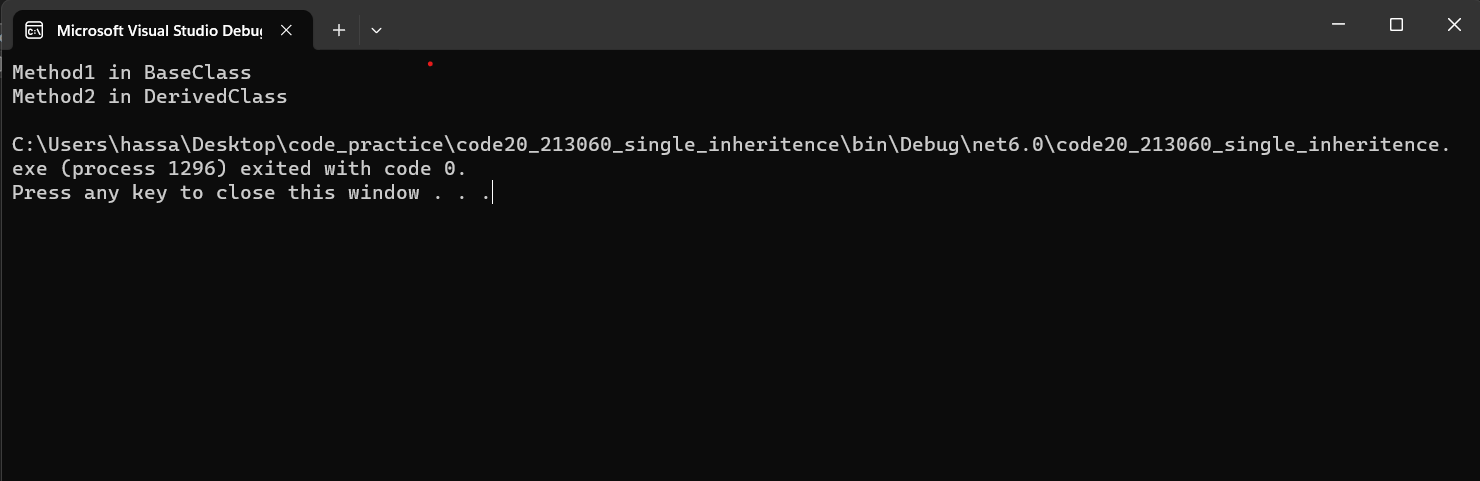 Microsoft Visual Studio Debug
Method1 in BaseClass
Method2 in DerivedClass
C:\Users\hassa\Desktop\code_practice\code20_213060_single_inheritence\bin\Debug\net6.0\code20_213060_single_inheritence.
exe (process 1296) exited with code 0.
Press any key to close this window . . .